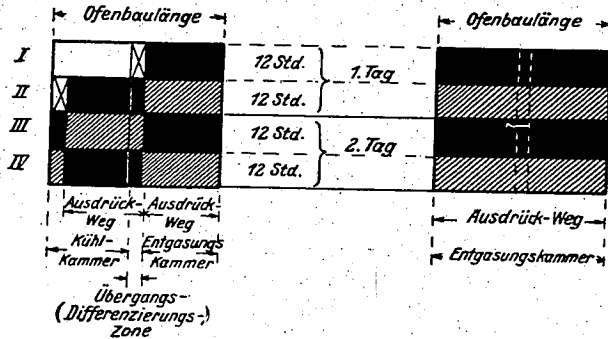 Ofenbaulänge
Ofenbaulänge
I
12 Std.
1. Tag
II
12 Std.
III
12 Std.
2. Tag
IV
12 Std.
Ausdrück-
Weg
Ausdrück-
Weg
Kühl-
Kammer
Entgasungs
Kammer
Übergangs-
(Differenzierungs-)
Zone
Ausdrück-Weg
Entgasungskammer